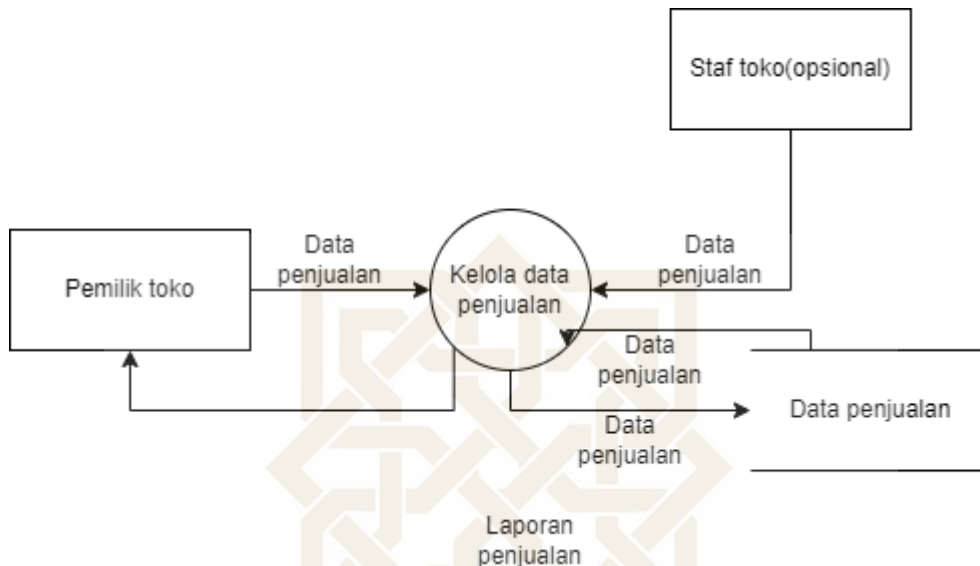 Staf toko(opsional)
Pemilik toko
Data
penjualan
Kelola data
penjualan
Data
penjualan
Data
penjualan
Data penjualan
Data
penjualan
Laporan
penjualan